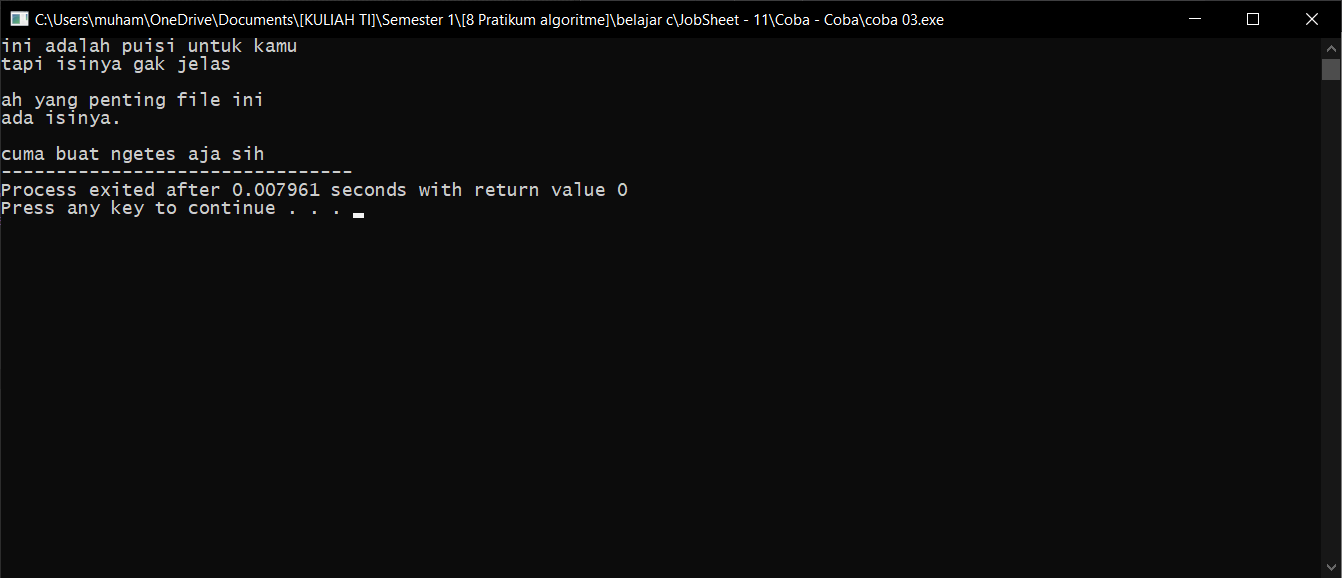 C:\Users\muham\OneDrive\Documents\[KULIAH TI]\Semester 1\[8 Pratikum algoritme]\belajar c\JobSheet - 11\Coba - Coba\coba 03.exe
ini adalah puisi untuk kamu
tapi isinya gak jelas
ah yang penting file ini
ada isinya.
cuma buat ngetes aja sih
--------------------------------
Process exited after 0.007961 seconds with return value 0
Press any key to continue . . .